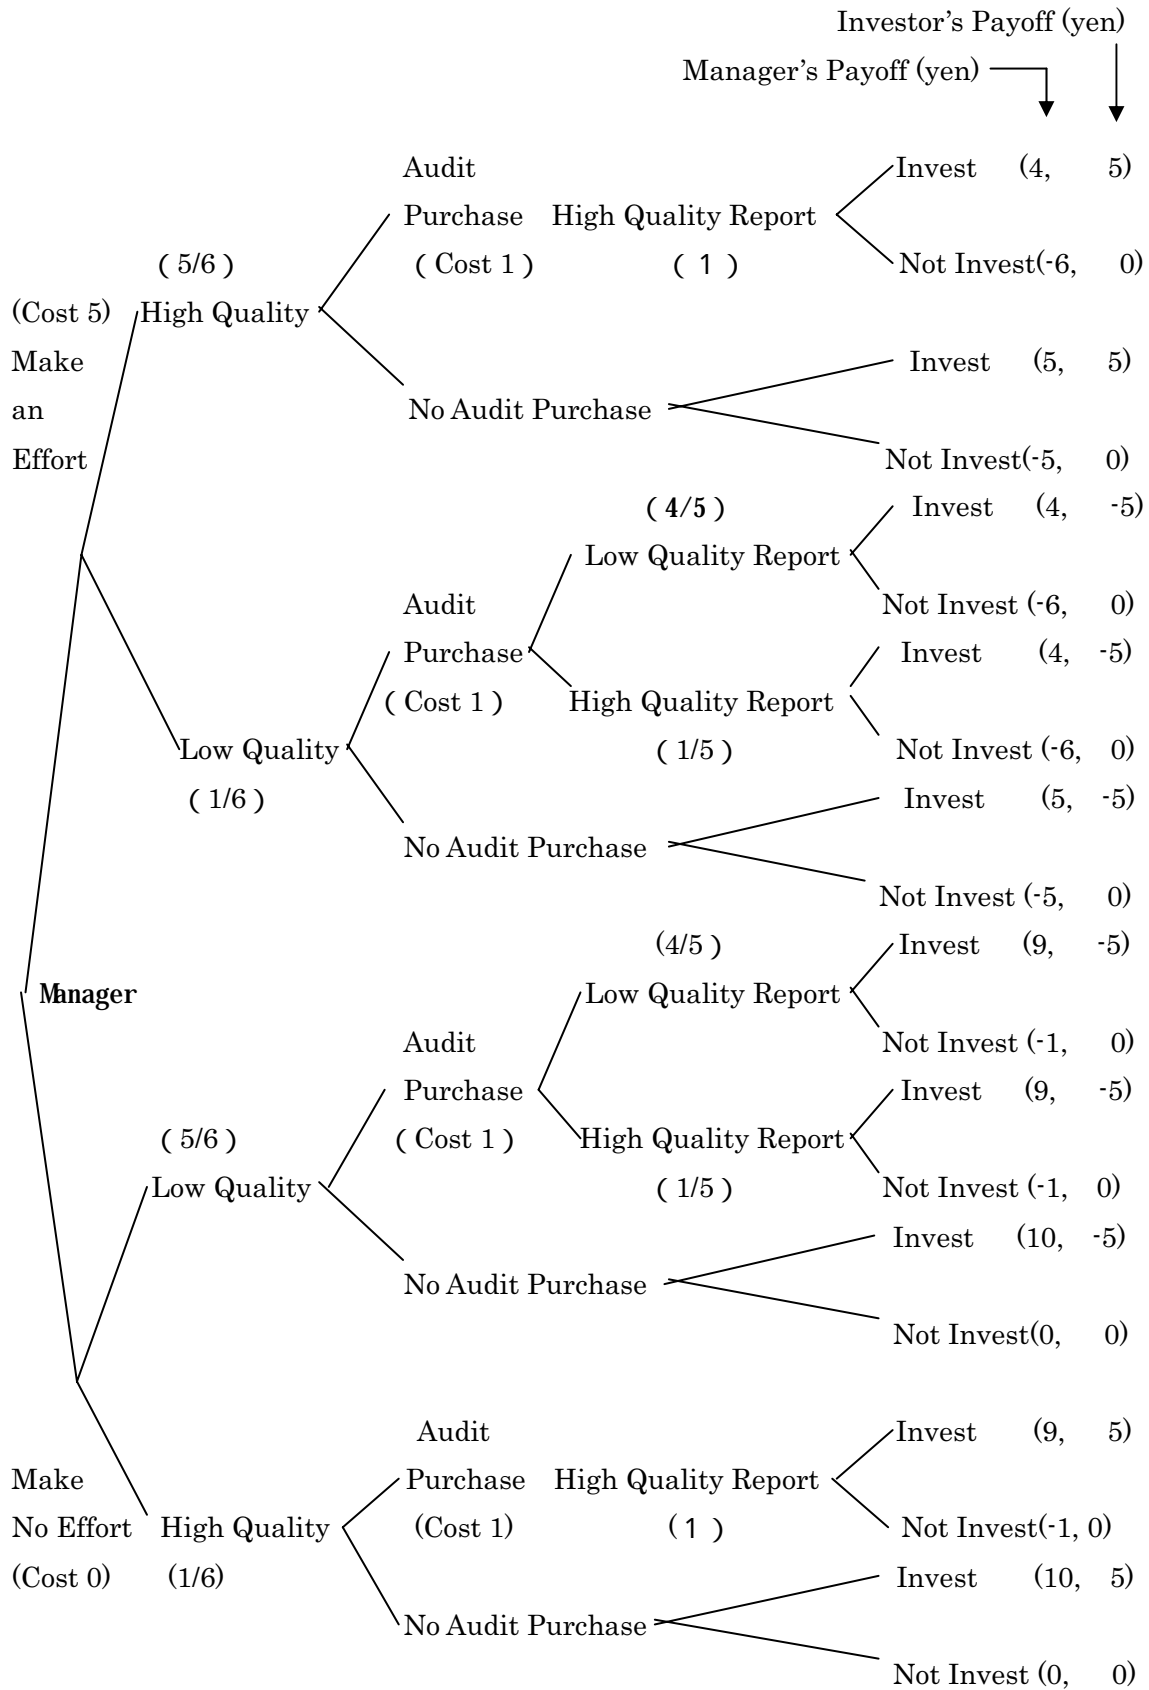 Investor's Payoff (yen)
Manager's Payoff (yen)
Audit Invest (4, 5)
Purchase High Quality Report
(5/6) (Cost 1) (1) Not Invest(-6, 0)
(Cost 5) High Quality
Make Invest (5, 5)
an No Audit Purchase
Effort Not Invest(-5, 0)
(4/5) Invest (4, -5)
Low Quality Report
Audit Not Invest (-6, 0)
Purchase Invest (4, -5)
(Cost 1) High Quality Report
Low Quality (1/5) Not Invest (-6, 0)
(1/6) Invest (5, -5)
No Audit Purchase
Not Invest (-5, 0)
(4/5) Invest (9, -5)
Manager Low Quality Report
Audit Not Invest (-1, 0)
Purchase Invest (9, -5)
(5/6) (Cost 1) High Quality Report
Low Quality (1/5) Not Invest (-1, 0)
Invest (10, -5)
No Audit Purchase
Not Invest(0, 0)
Audit Invest (9, 5)
Make Purchase High Quality Report
No Effort High Quality (Cost 1) (1) Not Invest(-1, 0)
(Cost 0) (1/6) Invest (10, 5)
No Audit Purchase
Not Invest (0, 0)